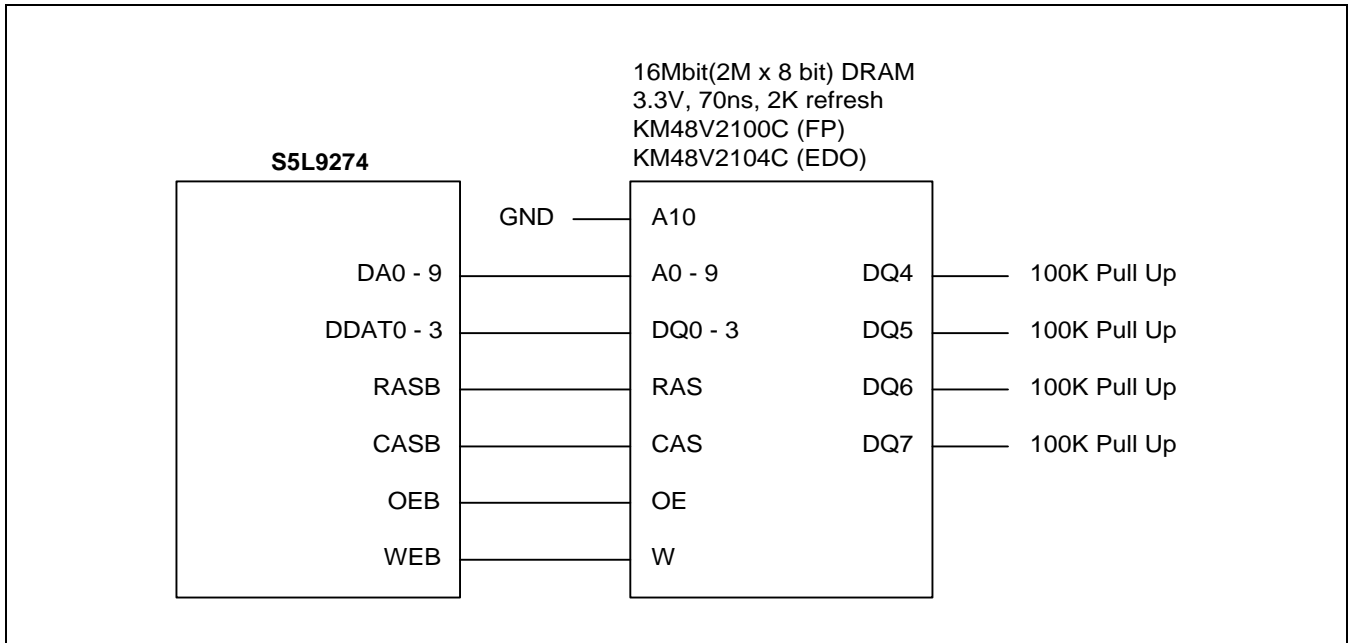 16Mbit(2M x 8 bit) DRAM
3.3V, 70ns, 2K refresh
KM48V2100C (FP)
KM48V2104C (EDO)
S5L9274
GND
A10
DA0 - 9
A0 - 9
DQ4
100K Pull Up
DDAT0 - 3
DQ0 - 3
DQ5
100K Pull Up
RASB
RAS
DQ6
100K Pull Up
CASB
CAS
DQ7
100K Pull Up
OEB
OE
WEB
W